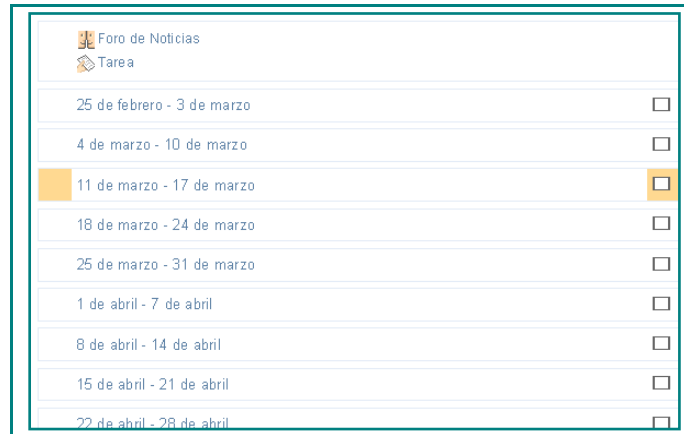 Foro de Noticias
Tarea
25 de febrero - 3 de marzo
4 de marzo - 10 de marzo
11 de marzo - 17 de marzo
18 de marzo - 24 de marzo
25 de marzo - 31 de marzo
1 de abril - 7 de abril
8 de abril - 14 de abril
15 de abril - 21 de abril
22 de abril - 28 de abril